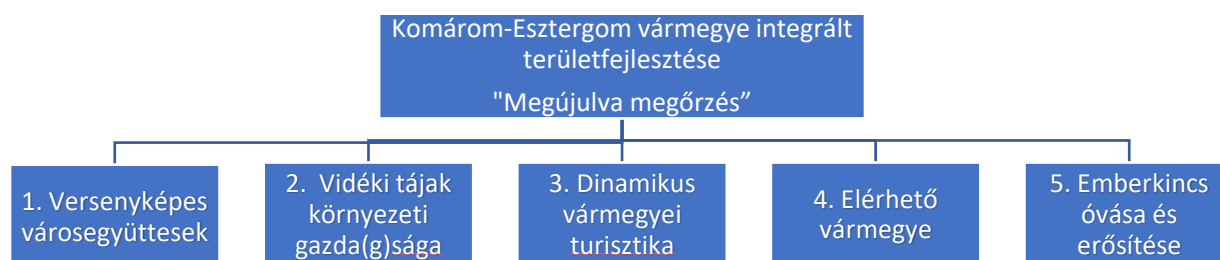 Komárom-Esztergom vármegye integrált
területfejlesztése
"Megújulva megőrzés”
1. Versenyképes
városegyüttesek
2. Vidéki tájak
környezeti
gazda(g)sága
3. Dinamikus
vármegyei
turisztika
4. Elérhető
vármegye
5. Emberkincs
óvása és
erősítése